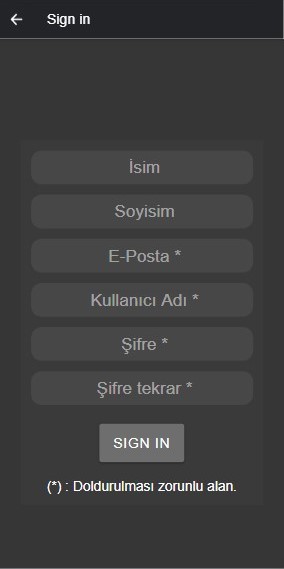 Sign in
İsim
Soyisim
E-Posta *
Kullanıcı Adı *
Şifre *
Şifre tekrar *
SIGN IN
(*) : Doldurulması zorunlu alan.